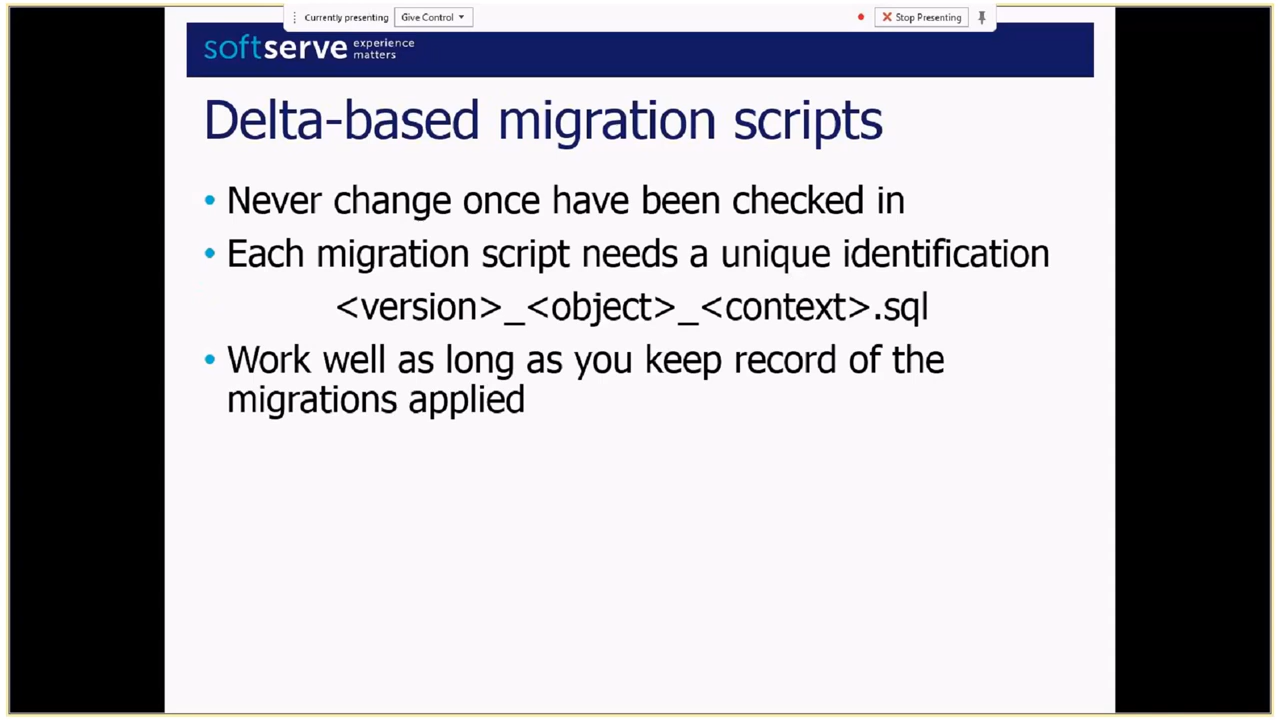 Currently presenting Give Control Stop Presenting
softserve experience matters
Delta-based migration scripts
• Never change once have been checked in
• Each migration script needs a unique identification
<version>_<object>_<context>.sql
• Work well as long as you keep record of the
migrations applied